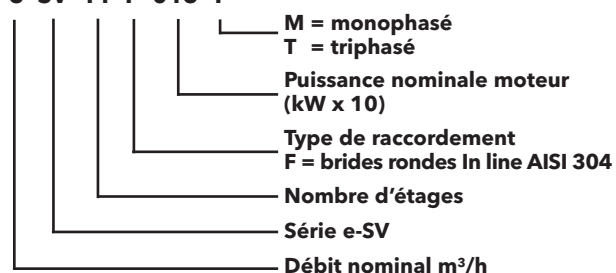 M = monophasé
T = triphasé
Puissance nominale moteur
(kW x 10)
Type de raccordement
F = brides rondes In line AISI 304
Nombre d’étages
Série e-SV
Débit nominal m³/h